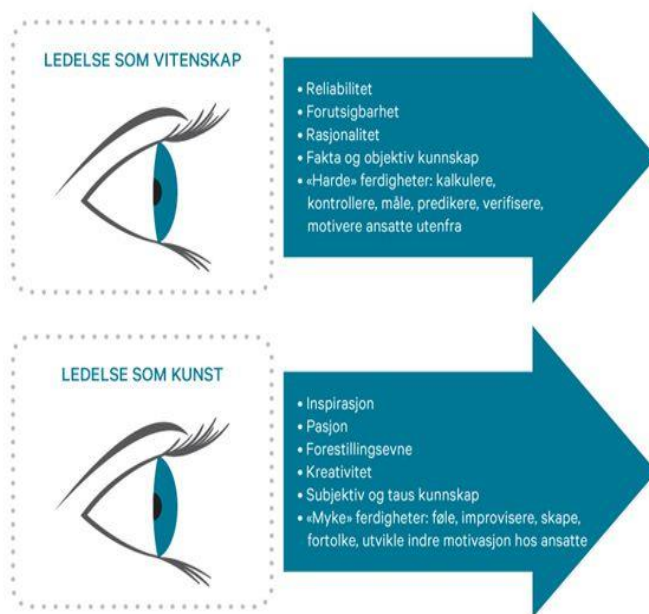 LEDELSE SOM VITENSKAP
• Reliabilitet
• Forutsigbarhet
• Rasjonalitet
• Fakta og objektiv kunnskap
• «Harde» ferdigheter: kalkulere,
kontrollere, måle, predikere, verifisere,
motivere ansatte utenfra
LEDELSE SOM KUNST
• Inspirasjon
• Pasjon
• Forestillingsevne
• Kreativitet
• Subjektiv og taus kunnskap
• «Myke» ferdigheter: føle, improvisere, skape,
fortolke, utvikle indre motivasjon hos ansatte